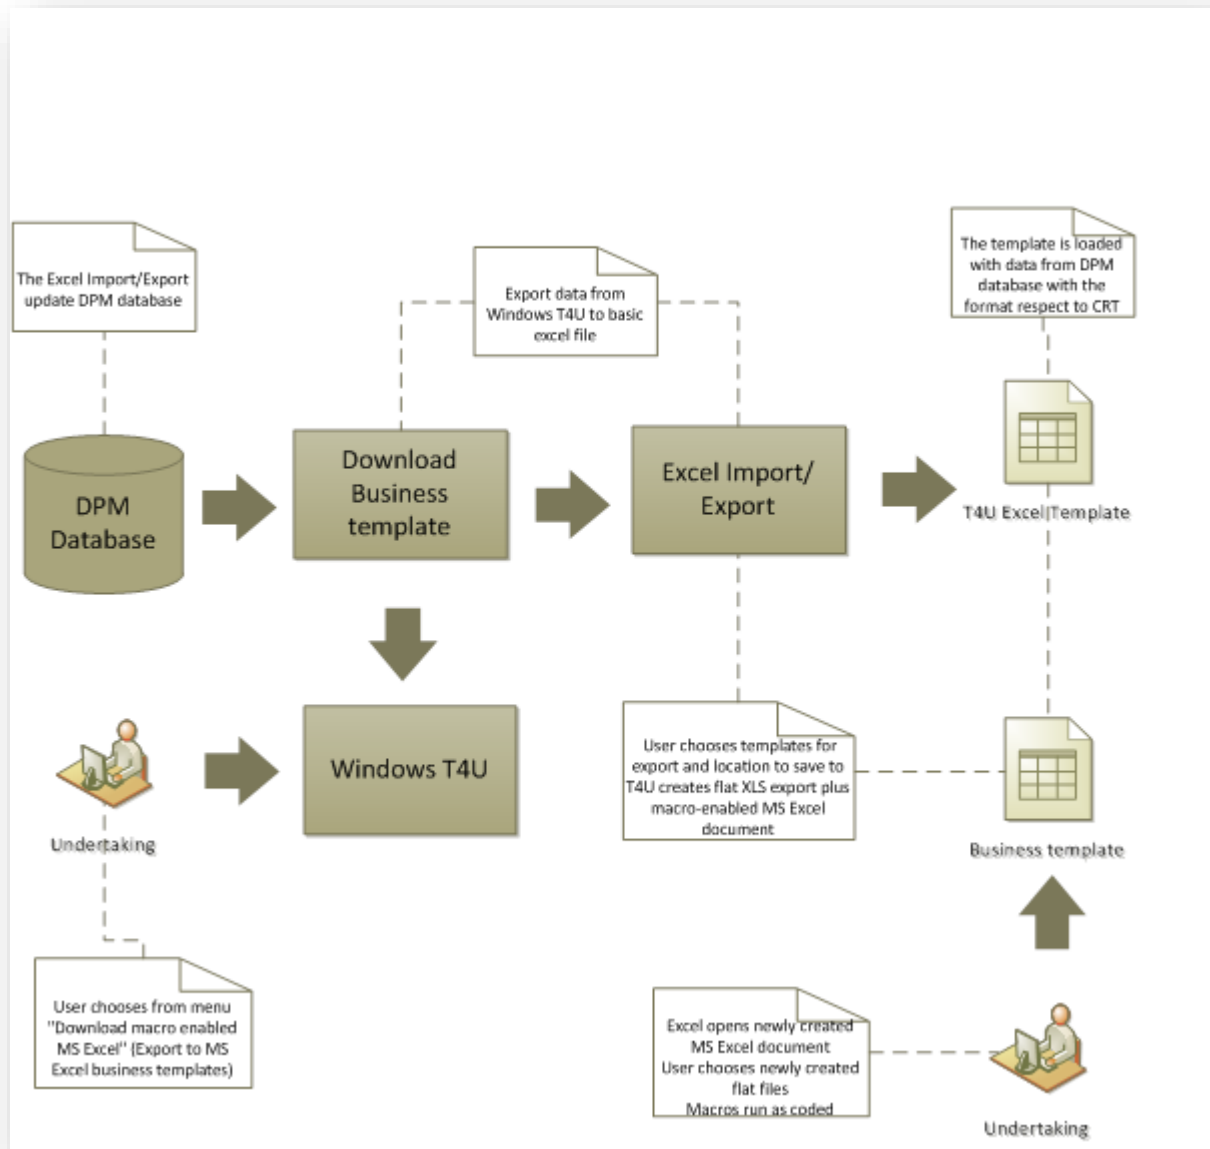 The Excel Import/Export
update DPM database
Export data from
Windows T4U to basic
excel file
The template is loaded
with data from DPM
database with the
format respect to CRT
DPM
Database
Download
Business
template
Excel Import/
Export
T4U Excel Template
Undertaking
Windows T4U
User chooses templates for
export and location to save to
T4U creates flat XLS export plus
macro-enabled MS Excel
document
Business template
User chooses from menu
"Download macro enabled
MS Excel" (Export to MS
Excel business templates)
Excel opens newly created
MS Excel document
User chooses newly created
flat files
Macros run as coded
Undertaking